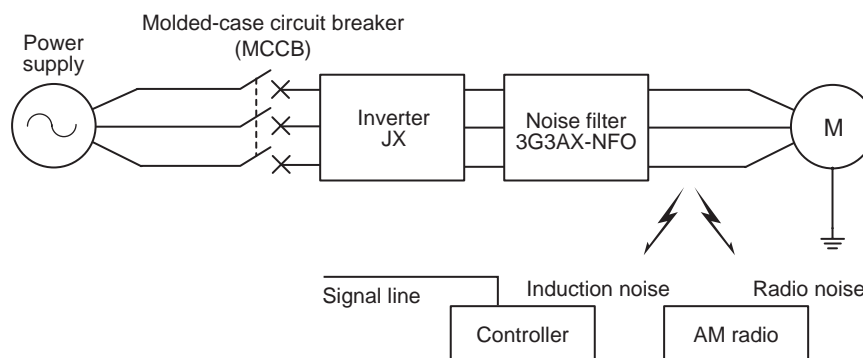 Molded-case circuit breaker
(MCCB)
Power
supply
Inverter
JX
Noise filter
3G3AX-NFO
M
Signal line
Induction noise
Radio noise
Controller
AM radio